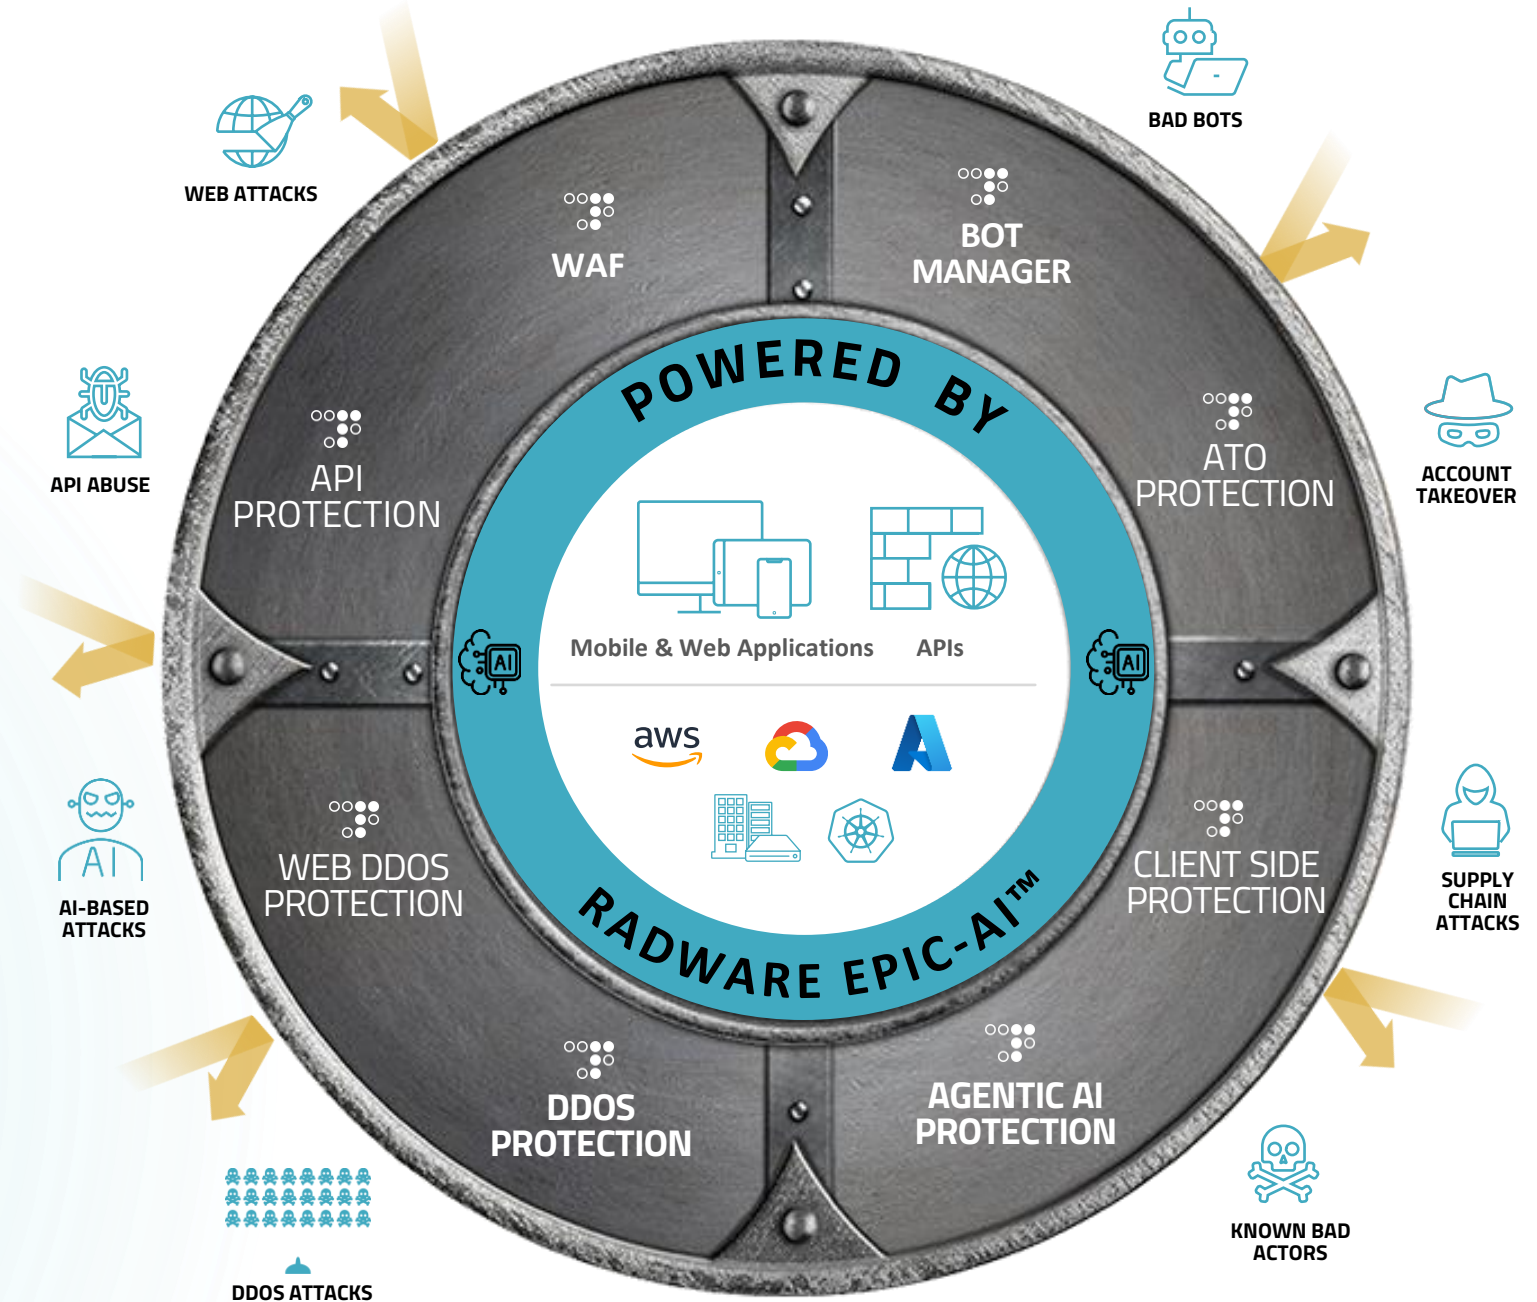 BAD BOTS
WEB ATTACKS
WAF
BOT
MANAGER
POWERED BY
API ABUSE
API
PROTECTION
ATO
PROTECTION
ACCOUNT
TAKEOVER
Mobile & Web Applications
APIs
AI
AI
aws
AI
AI-BASED
ATTACKS
WEB DDOS
PROTECTION
CLIENT SIDE
PROTECTION
SUPPLY
CHAIN
ATTACKS
RADWARE EPIC-AI™
DDOS
PROTECTION
AGENTIC AI
PROTECTION
KNOWN BAD
ACTORS
DDOS ATTACKS